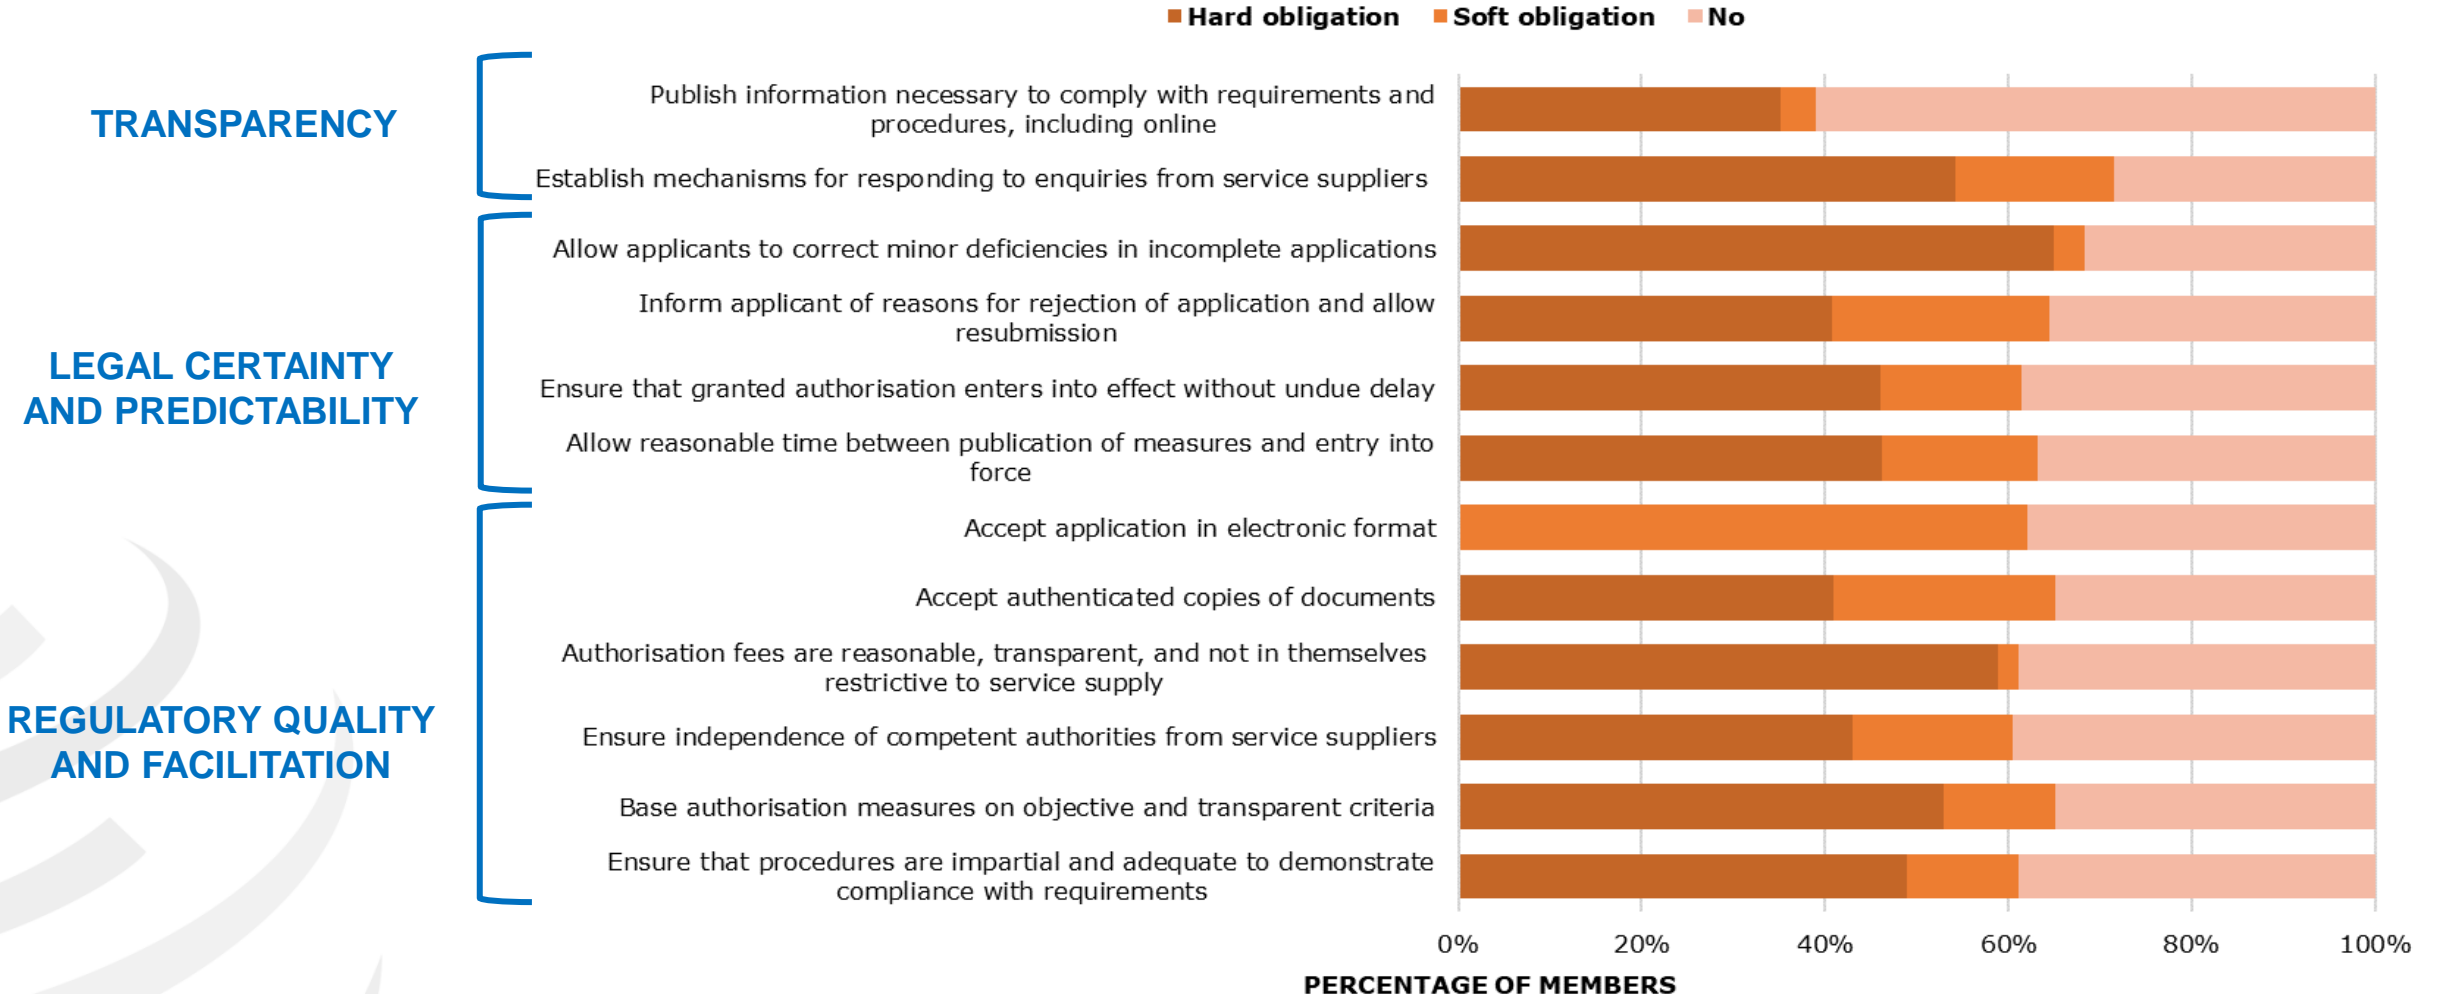 Hard obligation Soft obligation No
TRANSPARENCY
Publish information necessary to comply with requirements and
procedures, including online
Establish mechanisms for responding to enquiries from service suppliers
LEGAL CERTAINTY
AND PREDICTABILITY
Allow applicants to correct minor deficiencies in incomplete applications
Inform applicant of reasons for rejection of application and allow
resubmission
Ensure that granted authorisation enters into effect without undue delay
Allow reasonable time between publication of measures and entry into
force
REGULATORY QUALITY
AND FACILITATION
Accept application in electronic format
Accept authenticated copies of documents
Authorisation fees are reasonable, transparent, and not in themselves
restrictive to service supply
Ensure independence of competent authorities from service suppliers
Base authorisation measures on objective and transparent criteria
Ensure that procedures are impartial and adequate to demonstrate
compliance with requirements
0% 20% 40% 60% 80% 100%
PERCENTAGE OF MEMBERS